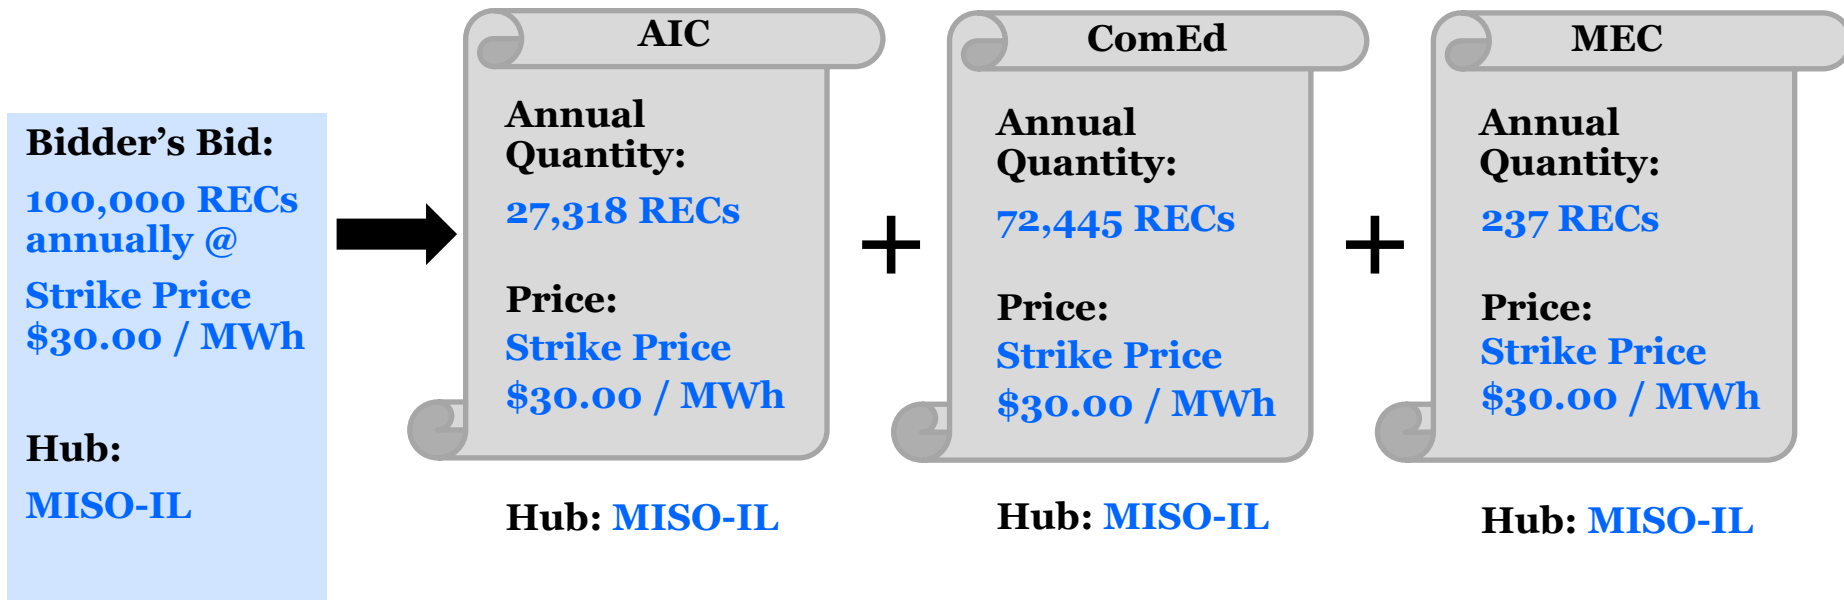 Bidder's Bid:
100,000 RECs
annually @
Strike Price
$30.00 / MWh
Hub:
MISO-IL
AIC
Annual
Quantity:
27,318 RECs
Price:
Strike Price
$30.00 / MWh
Hub: MISO-IL
+
ComEd
Annual
Quantity:
72,445 RECs
Price:
Strike Price
$30.00 / MWh
Hub: MISO-IL
+
MEC
Annual
Quantity:
237 RECs
Price:
Strike Price
$30.00 / MWh
Hub: MISO-IL